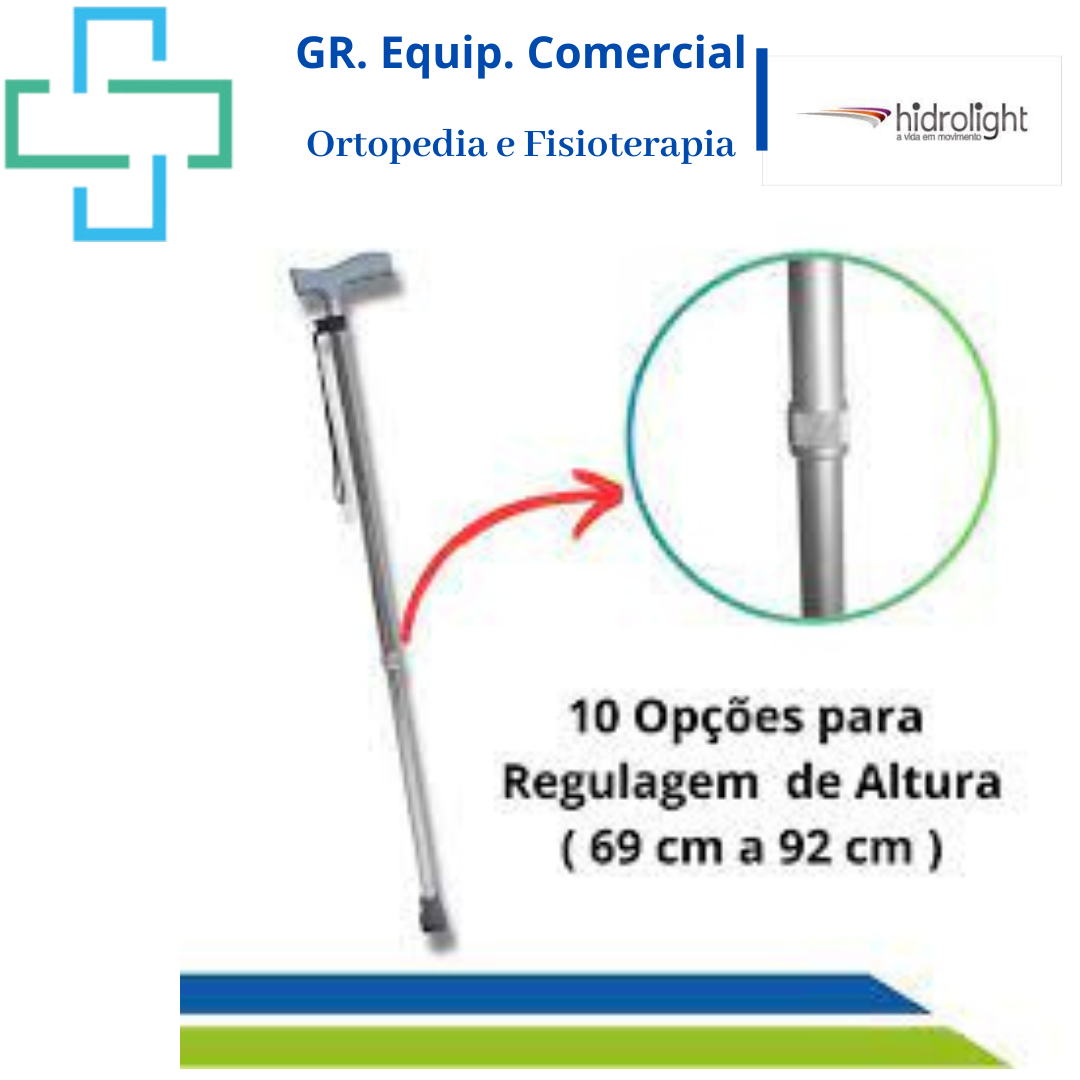 GR. Equip. Comercial
Ortopedia e Fisioterapia
hidrolight
a vida em movimento
10 Opções para
Regulagem de Altura
( 69 cm a 92 cm )